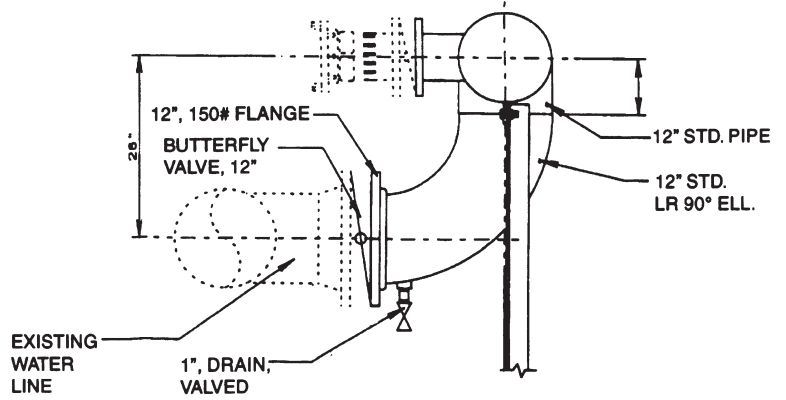 12", 150# FLANGE
BUTTERFLY
VALVE, 12"
26"
12" STD. PIPE
12" STD.
LR 90° ELL.
EXISTING
WATER
LINE
1", DRAIN,
VALVED